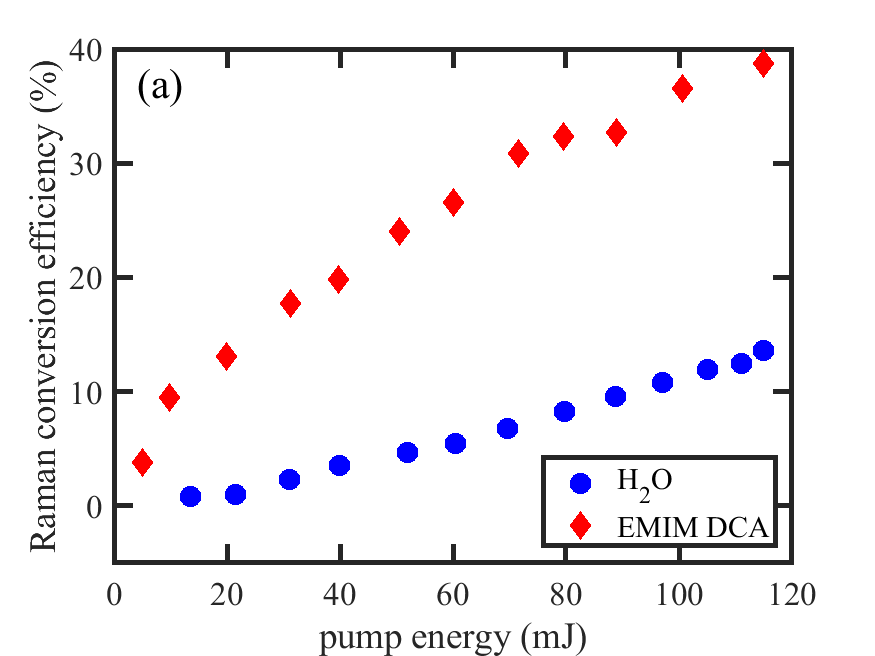 (a)
Raman conversion efficiency (%)
40
30
20
10
0
H₂O
EMIM DCA
0 20 40 60 80 100 120
pump energy (mJ)